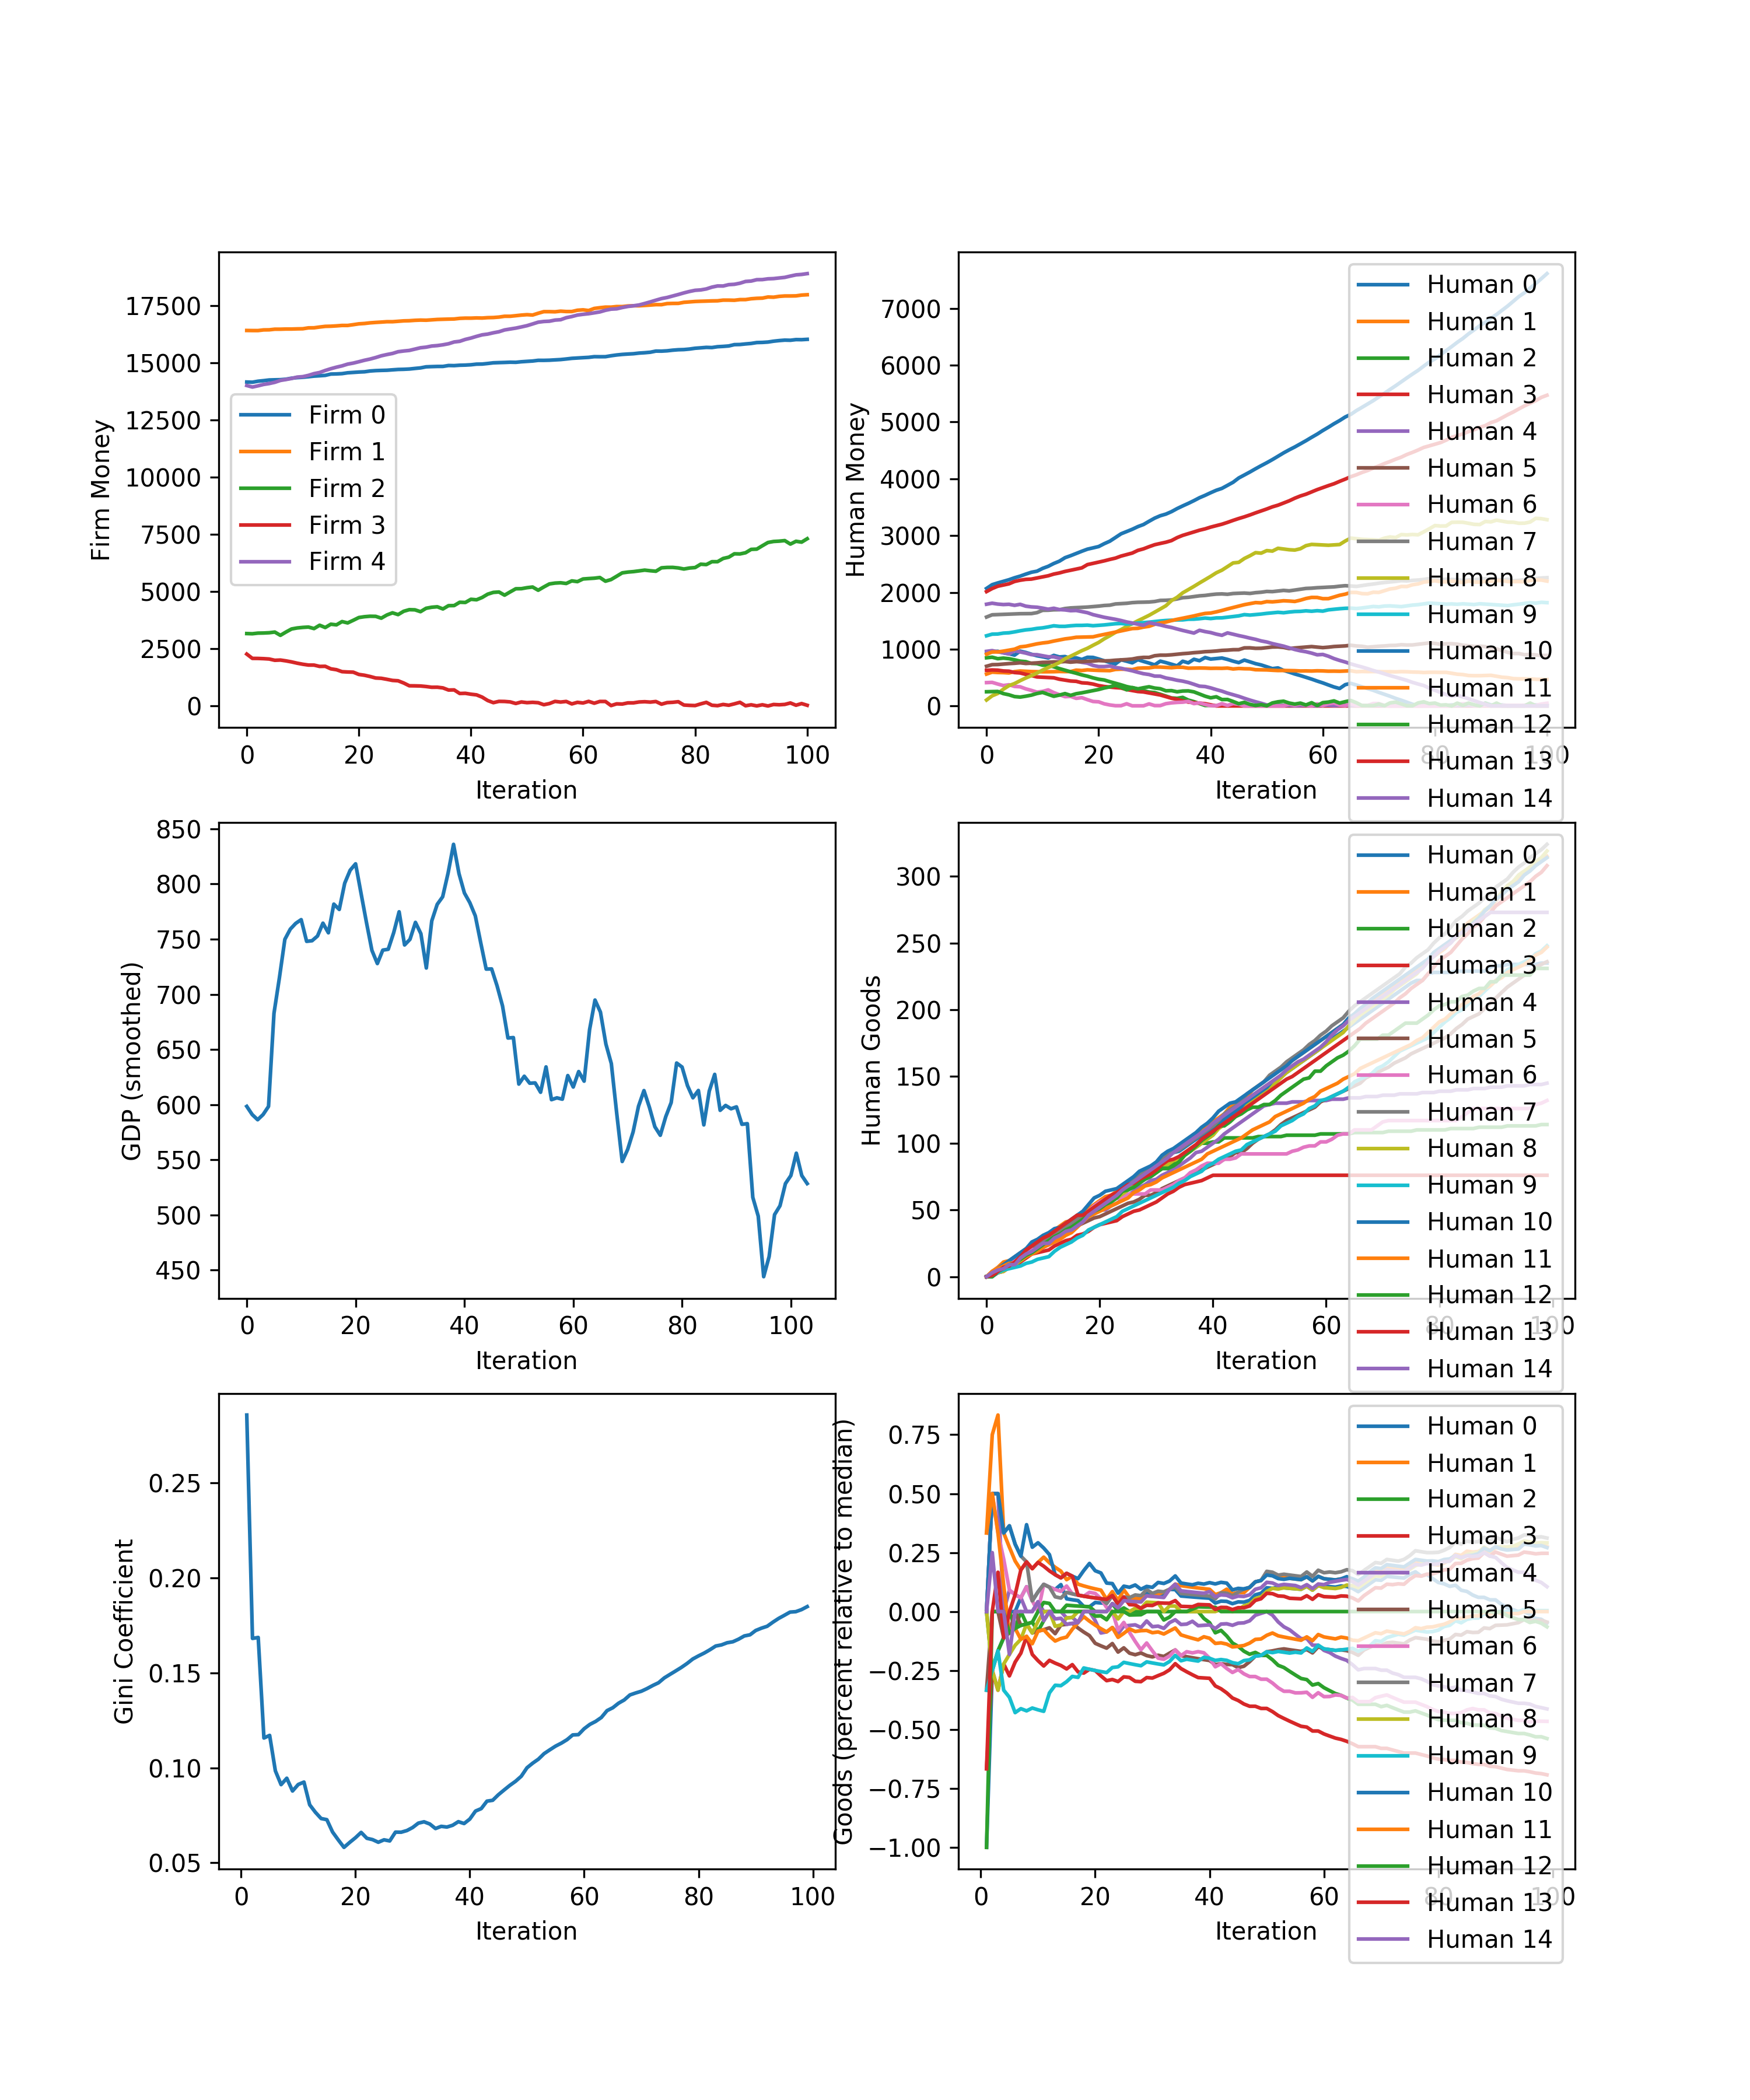 Firm Money
17500
15000
12500
10000
7500
5000
2500
0
Firm 0
Firm 1
Firm 2
Firm 3
Firm 4
0 20 40 60 80 100
Iteration
Human Money
7000
6000
5000
4000
3000
2000
1000
0
Human 0
Human 1
Human 2
Human 3
Human 4
Human 5
Human 6
Human 7
Human 8
Human 9
Human 10
Human 11
Human 12
Human 13
Human 14
0 20 40 60 80 100
Iteration
GDP (smoothed)
850
800
750
700
650
600
550
500
450
0 20 40 60 80 100
Iteration
Human Goods
300
250
200
150
100
50
0
Human 0
Human 1
Human 2
Human 3
Human 4
Human 5
Human 6
Human 7
Human 8
Human 9
Human 10
Human 11
Human 12
Human 13
Human 14
0 20 40 60 80 100
Iteration
Gini Coefficient
0.25
0.20
0.15
0.10
0.05
0 20 40 60 80 100
Iteration
Goods (percent relative to median)
0.75
0.50
0.25
0.00
−0.25
−0.50
−0.75
−1.00
Human 0
Human 1
Human 2
Human 3
Human 4
Human 5
Human 6
Human 7
Human 8
Human 9
Human 10
Human 11
Human 12
Human 13
Human 14
0 20 40 60 80 100
Iteration